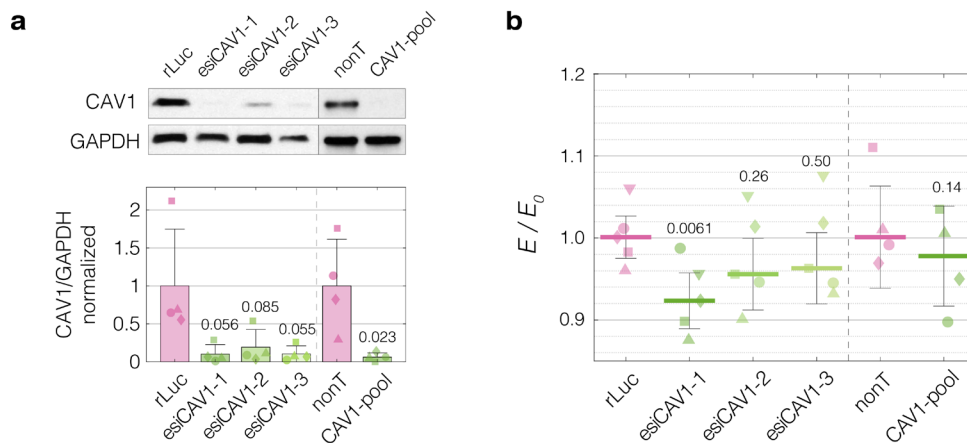 a
rLuc
esiCAV1-1
esiCAV1-2
esiCAV1-3
nonT
CAV1-pool
CAV1
GAPDH
CAV1/GAPDH
normalized
2
1.5
1
0.5
0
0.056
0.085
0.055
0.023
rLuc
esiCAV1-1
esiCAV1-2
esiCAV1-3
nonT
CAV1-pool
b
E / E0
1.2
1.1
1.0
0.9
0.0061
0.26
0.50
0.14
rLuc
esiCAV1-1
esiCAV1-2
esiCAV1-3
nonT
CAV1-pool